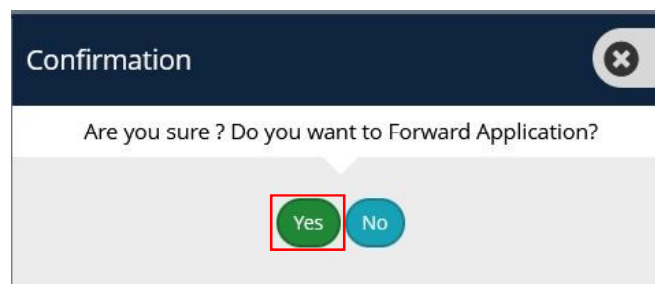 Confirmation
Are you sure ? Do you want to Forward Application?
Yes No